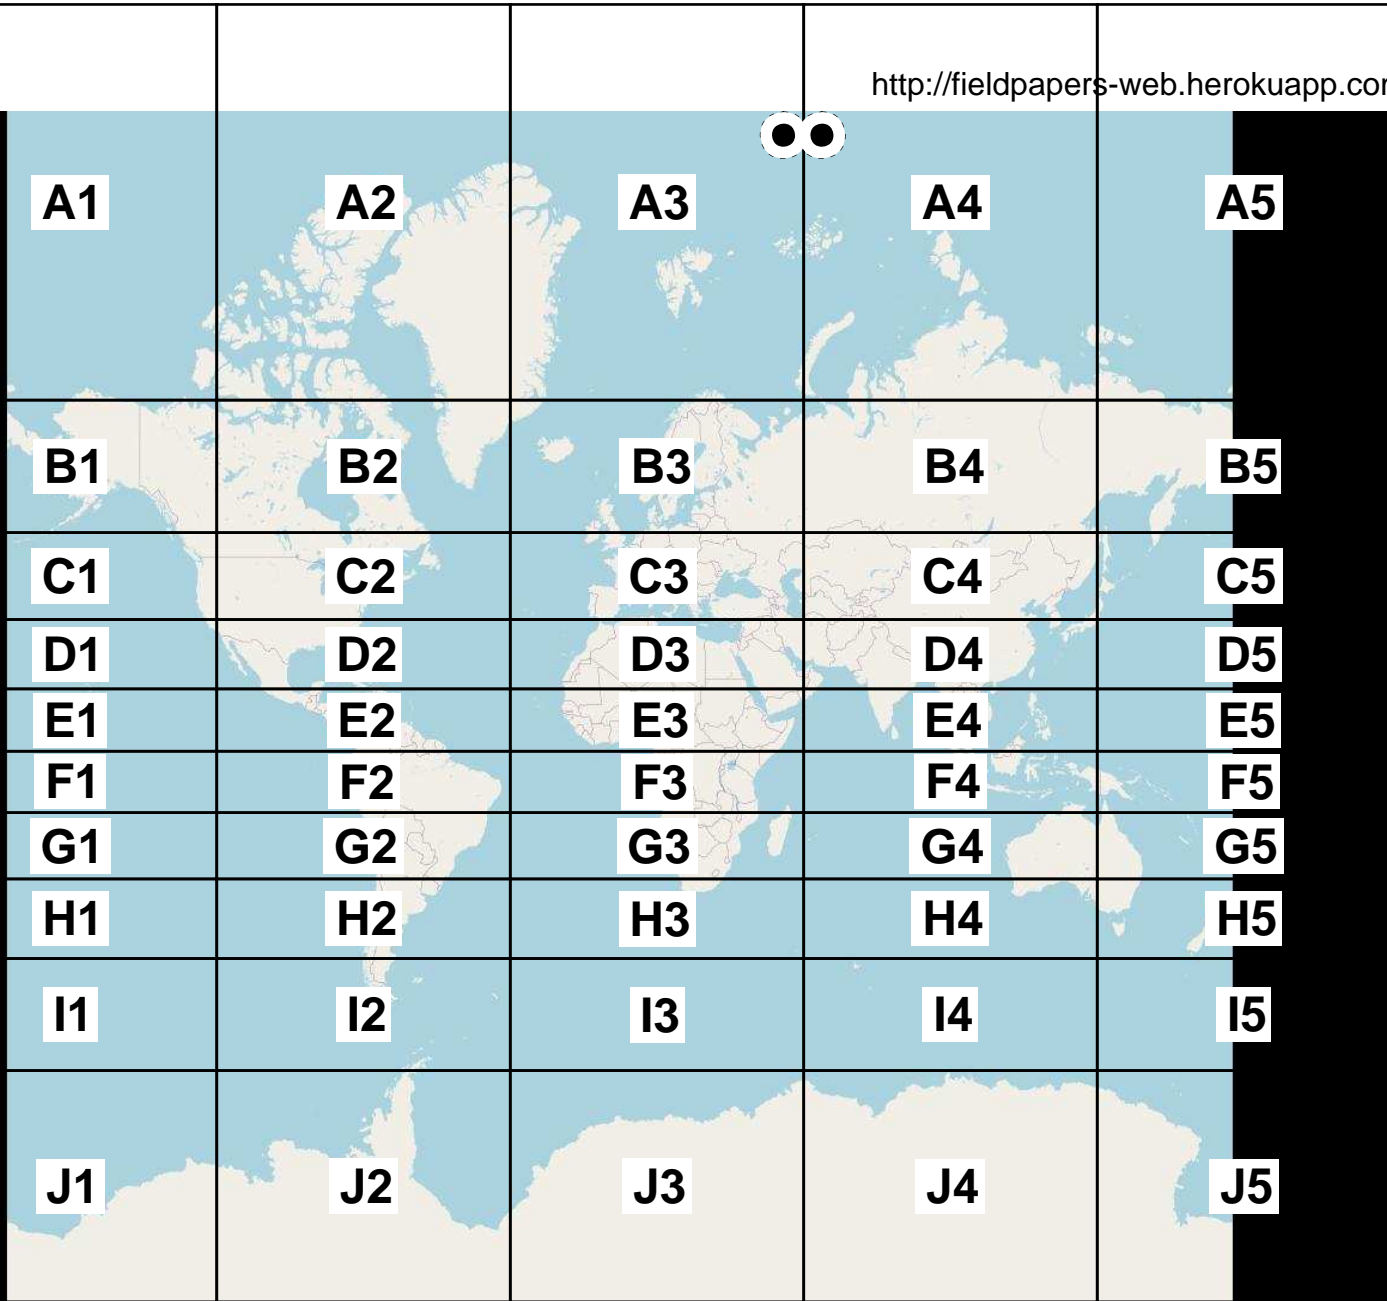 http://fieldpapers-web.herokuapp.co
A1 A2 A3 A4 A5
B1 B2 B3 B4 B5
C1 C2 C3 C4 C5
D1 D2 D3 D4 D5
E1 E2 E3 E4 E5
F1 F2 F3 F4 F5
G1 G2 G3 G4 G5
H1 H2 H3 H4 H5
I1 I2 I3 I4 I5
J1 J2 J3 J4 J5